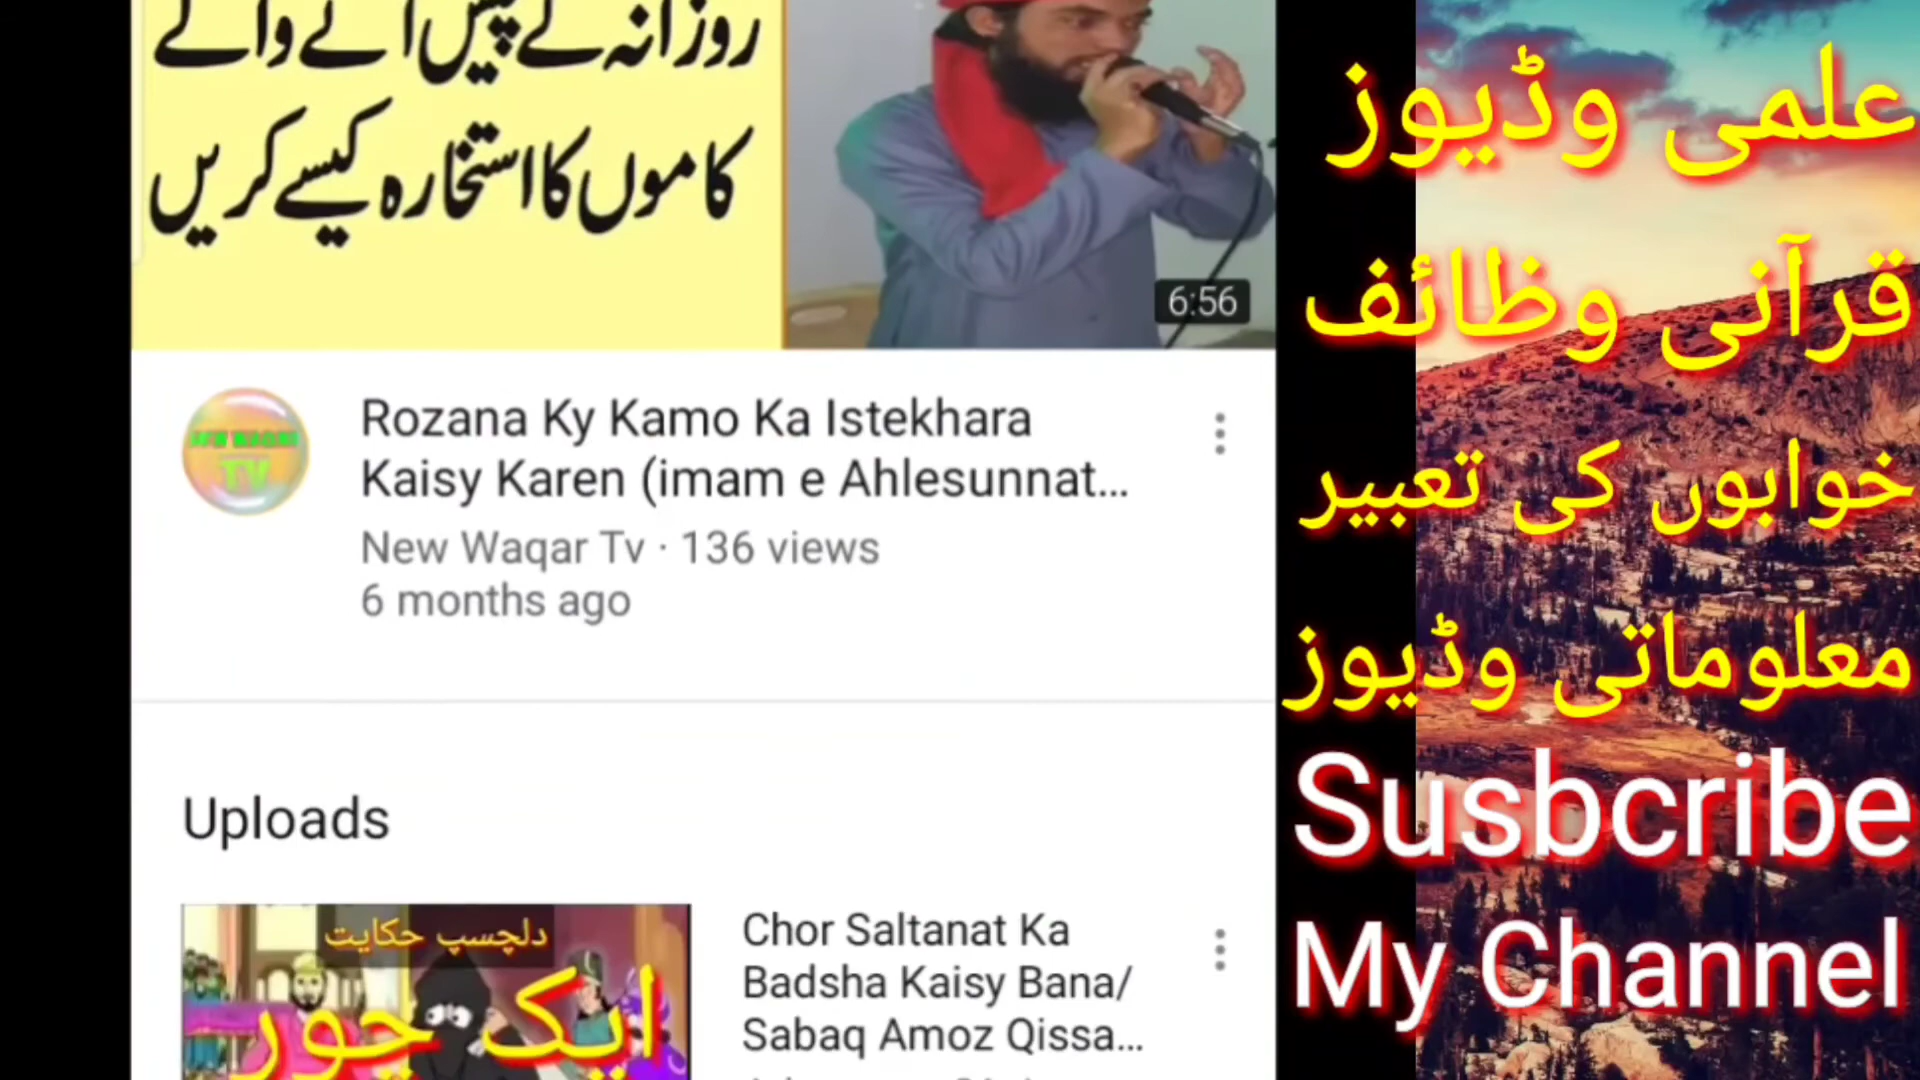 روزانہ کے پیش آنے والے
کاموں کا استخارہ کیسے کریں
6:56
TV
Rozana Ky Kamo Ka Istekhara
Kaisy Karen (imam e Ahlesunnat...
New Waqar Tv · 136 views
6 months ago
Uploads
دلچسپ حکایت
ایک چور
Chor Saltanat Ka
Badsha Kaisy Bana/
Sabaq Amoz Qissa...
علمی وڈیوز
قرآنی وظائف
خوابوں کی تعبیر
معلوماتی وڈیوز
Susbcribe
My Channel